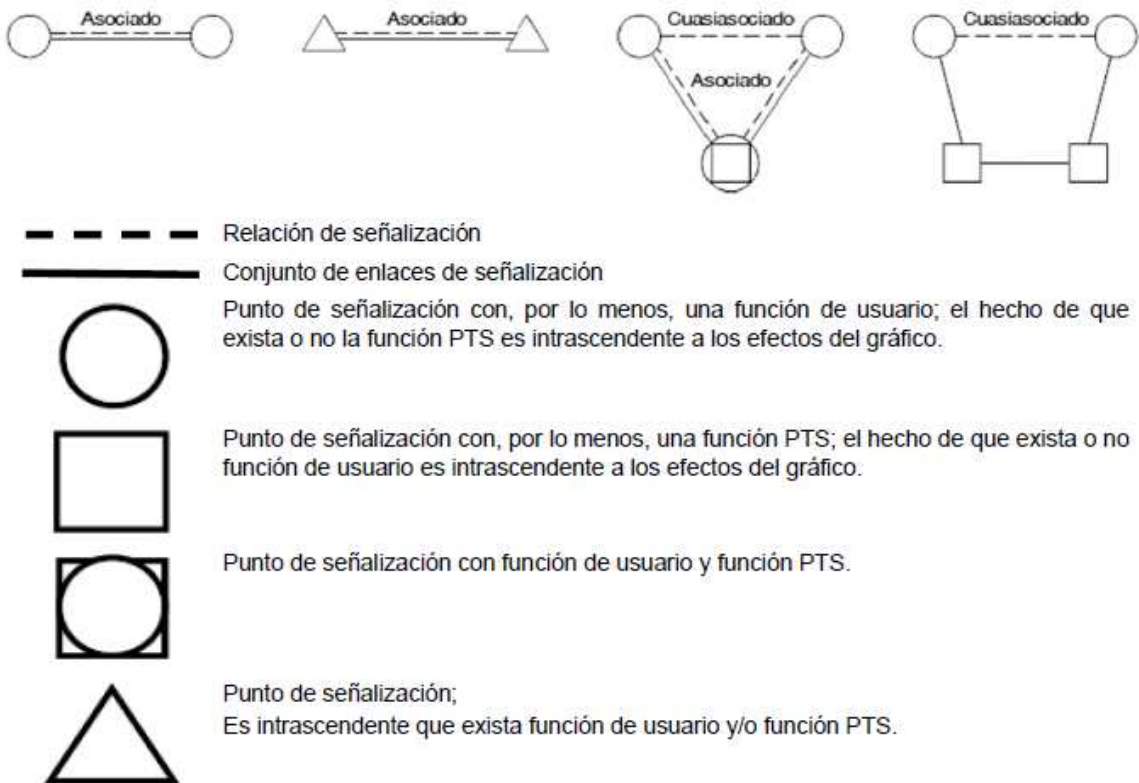 Asociado
Asociado
Cuasiasociado
Asociado
Cuasiasociado
Relación de señalización
Conjunto de enlaces de señalización
Punto de señalización con, por lo menos, una función de usuario; el hecho de que
exista o no la función PTS es intrascendente a los efectos del gráfico.
Punto de señalización con, por lo menos, una función PTS; el hecho de que exista o no
función de usuario es intrascendente a los efectos del gráfico.
Punto de señalización con función de usuario y función PTS.
Punto de señalización;
Es intrascendente que exista función de usuario y/o función PTS.